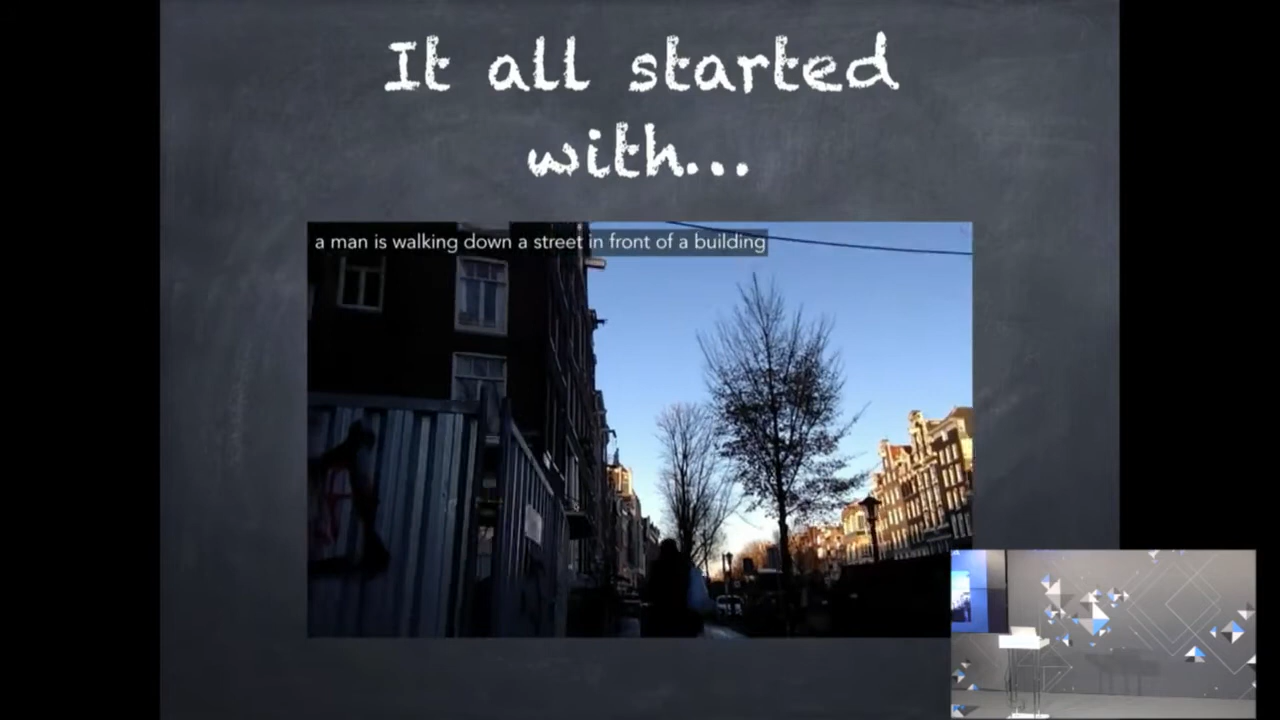 It all started
with...
a man is walking down a street in front of a building